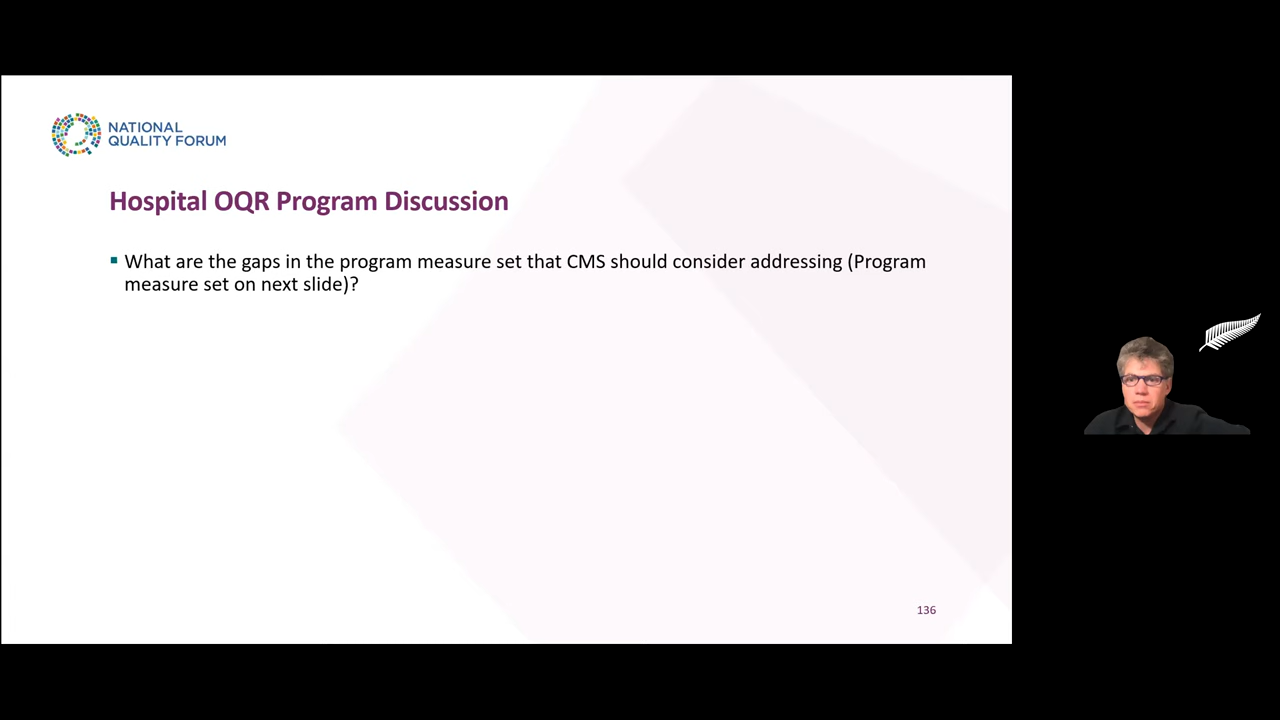 NATIONAL
QUALITY FORUM
Hospital OQR Program Discussion
▪ What are the gaps in the program measure set that CMS should consider addressing (Program
measure set on next slide)?
136